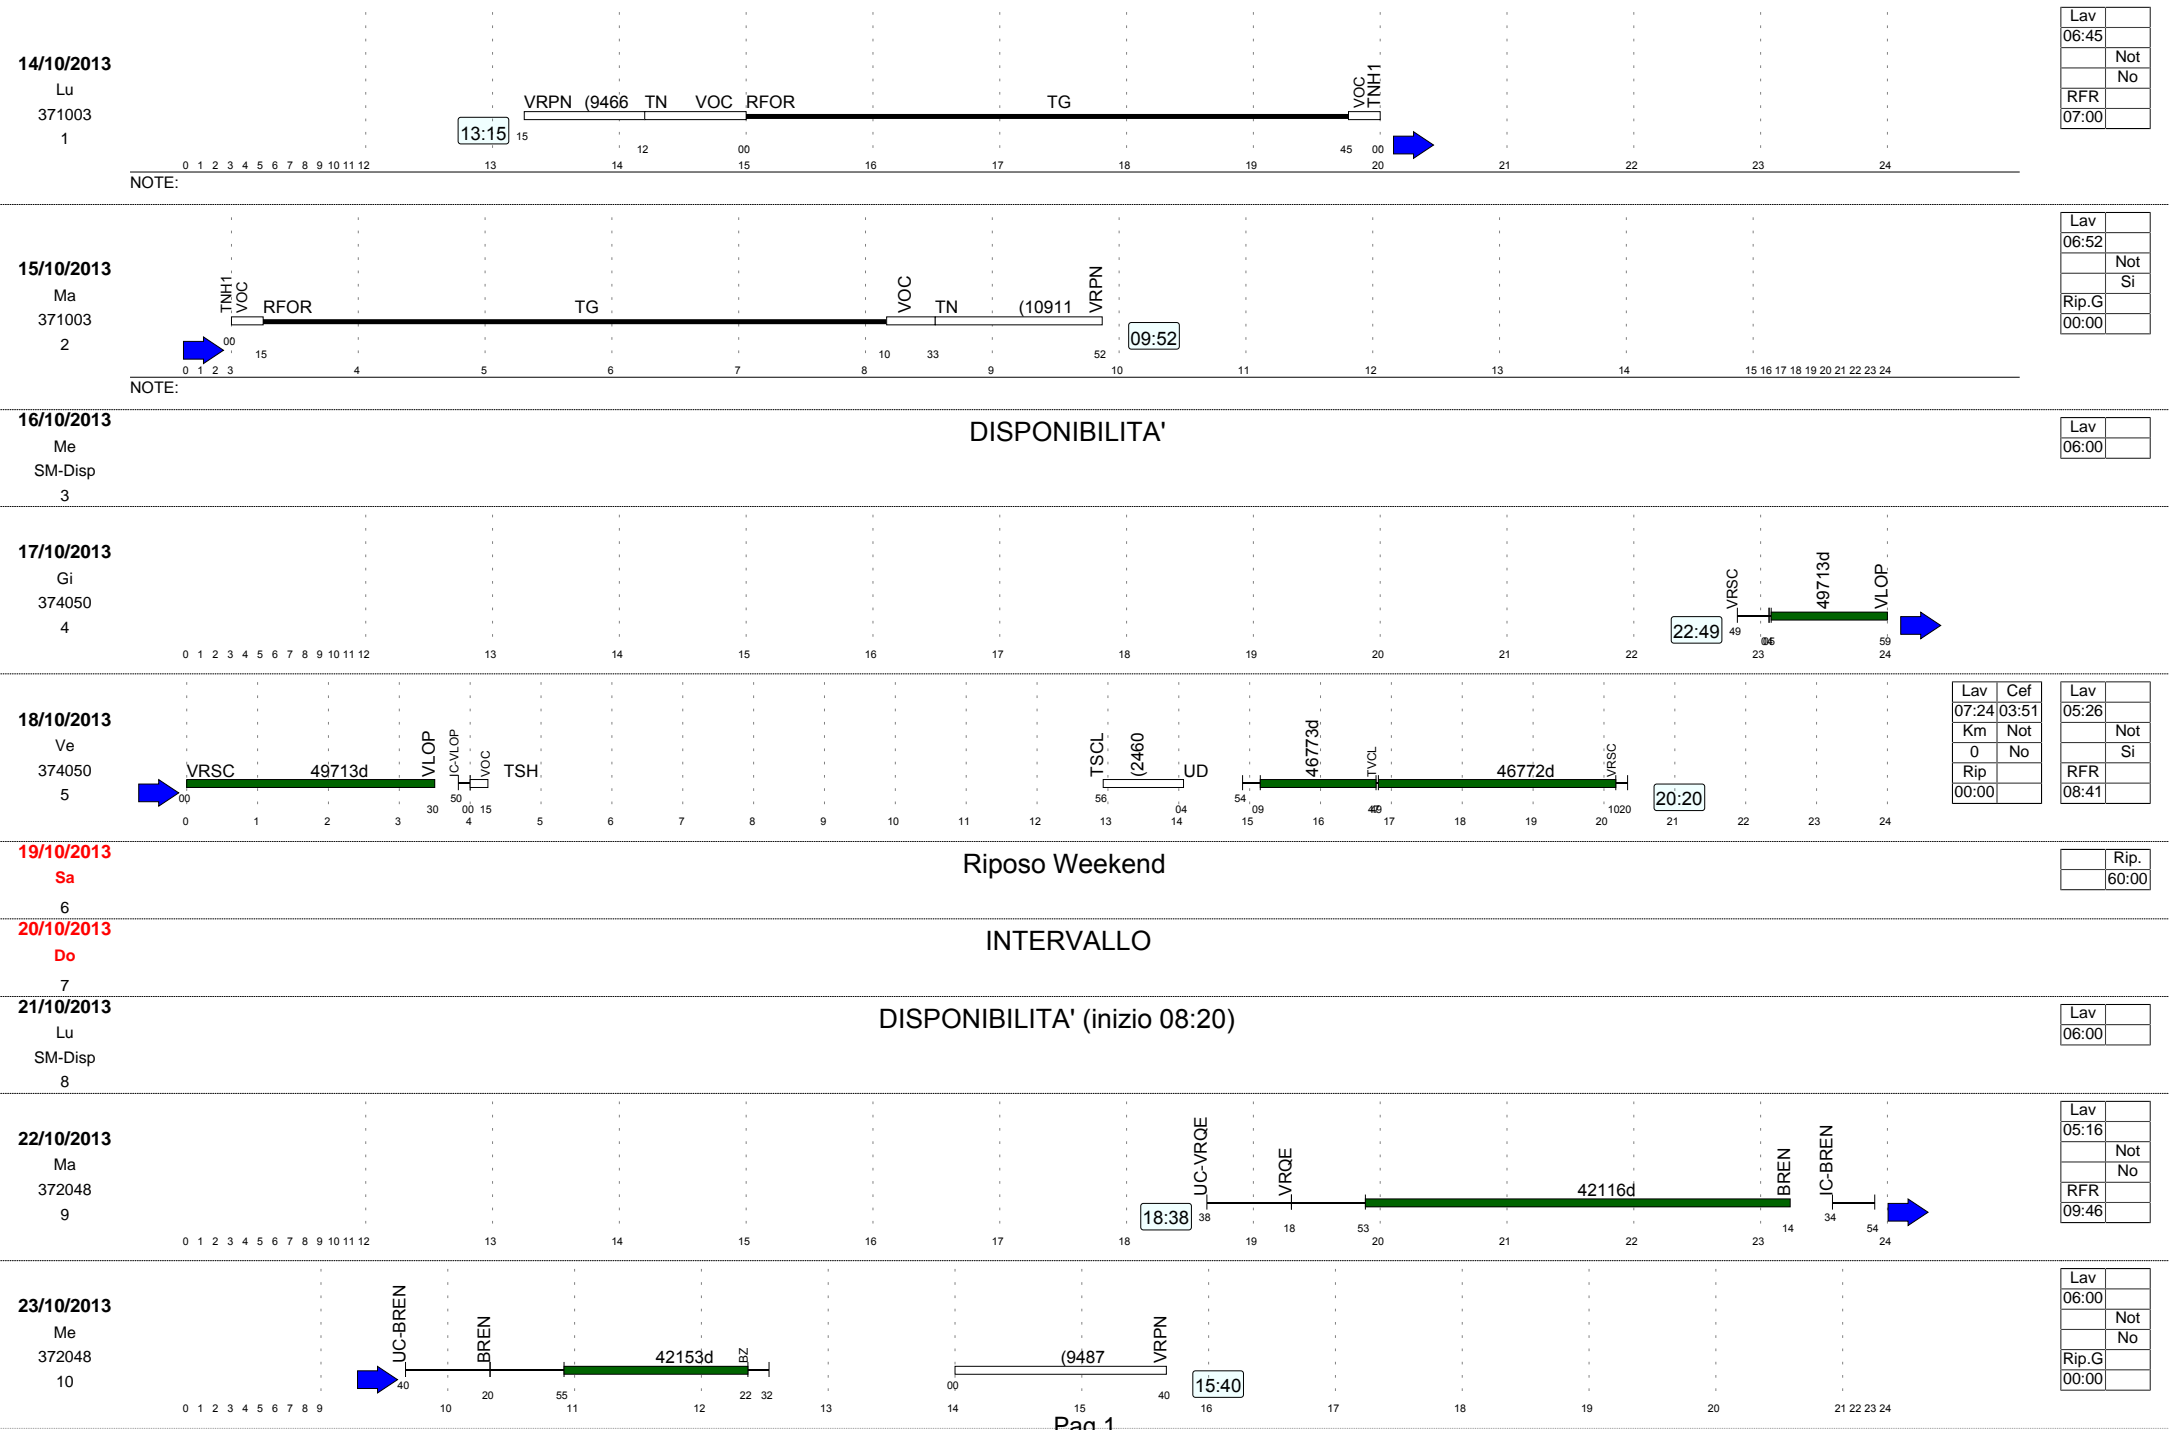 14/10/2013
Lu
371003
1
13:15
VRPN (9466 TN VOC RFOR TG VOC TNH1
15 12 00 45 00
0 1 2 3 4 5 6 7 8 9 10 11 12 13 14 15 16 17 18 19 20 21 22 23 24
NOTE:
Lav
06:45
Not
No
RFR
07:00
15/10/2013
Ma
371003
2
TNH1 VOC RFOR TG VOC TN (10911 VRPN
00 15 10 33 52
09:52
0 1 2 3 4 5 6 7 8 9 10 11 12 13 14 15 16 17 18 19 20 21 22 23 24
NOTE:
Lav
06:52
Not
Si
Rip.G
00:00
16/10/2013
Me
SM-Disp
3
DISPONIBILITA'
Lav
06:00
17/10/2013
Gi
374050
4
22:49
VRSC 49713d VLOP
49 04 05 59
0 1 2 3 4 5 6 7 8 9 10 11 12 13 14 15 16 17 18 19 20 21 22 23 24
18/10/2013
Ve
374050
5
VRSC 49713d VLOP IC-VLOP VOC TSH TSCL (2460 UD 46773d TVCL 46772d VRSC
00 30 50 00 15 56 04 54 09 47 49 10 20
20:20
0 1 2 3 4 5 6 7 8 9 10 11 12 13 14 15 16 17 18 19 20 21 22 23 24
Lav Cef
07:24 03:51
Km Not
0 No
Rip
00:00
Lav
05:26
Not
Si
RFR
08:41
19/10/2013
Sa
6
Riposo Weekend
Rip.
60:00
20/10/2013
Do
7
INTERVALLO
21/10/2013
Lu
SM-Disp
8
DISPONIBILITA' (inizio 08:20)
Lav
06:00
22/10/2013
Ma
372048
9
18:38
UC-VRQE VRQE 42116d BREN IC-BREN
38 18 53 14 34 54
0 1 2 3 4 5 6 7 8 9 10 11 12 13 14 15 16 17 18 19 20 21 22 23 24
Lav
05:16
Not
No
RFR
09:46
23/10/2013
Me
372048
10
UC-BREN BREN 42153d BZ (9487 VRPN
40 20 55 22 32 00 40
15:40
0 1 2 3 4 5 6 7 8 9 10 11 12 13 14 15 16 17 18 19 20 21 22 23 24
Lav
06:00
Not
No
Rip.G
00:00
Pag 1